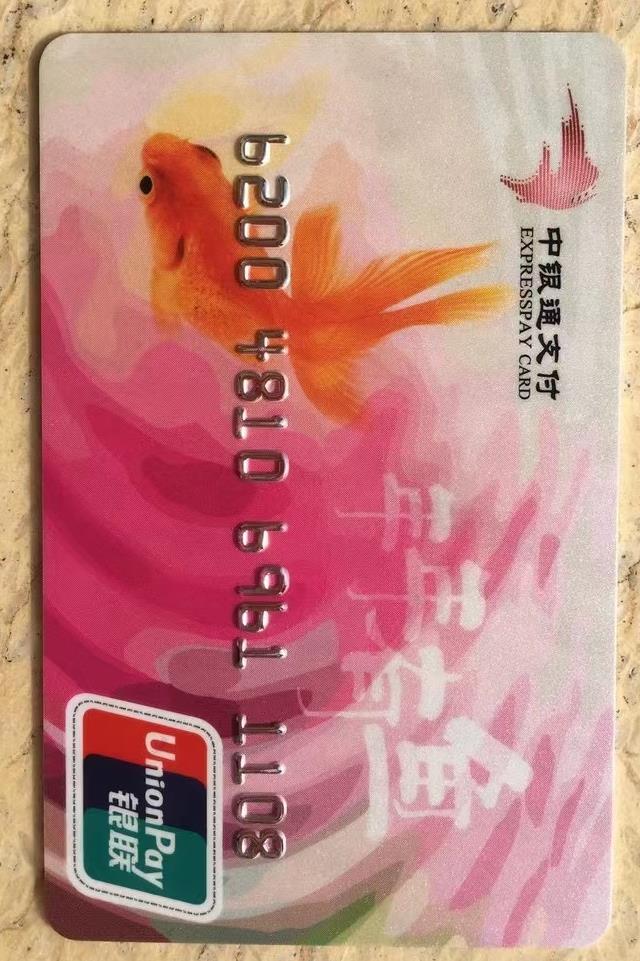 中银通支付
EXPRESSPAY CARD
年年有鱼
6200 4810 6961 1108
UnionPay
银联